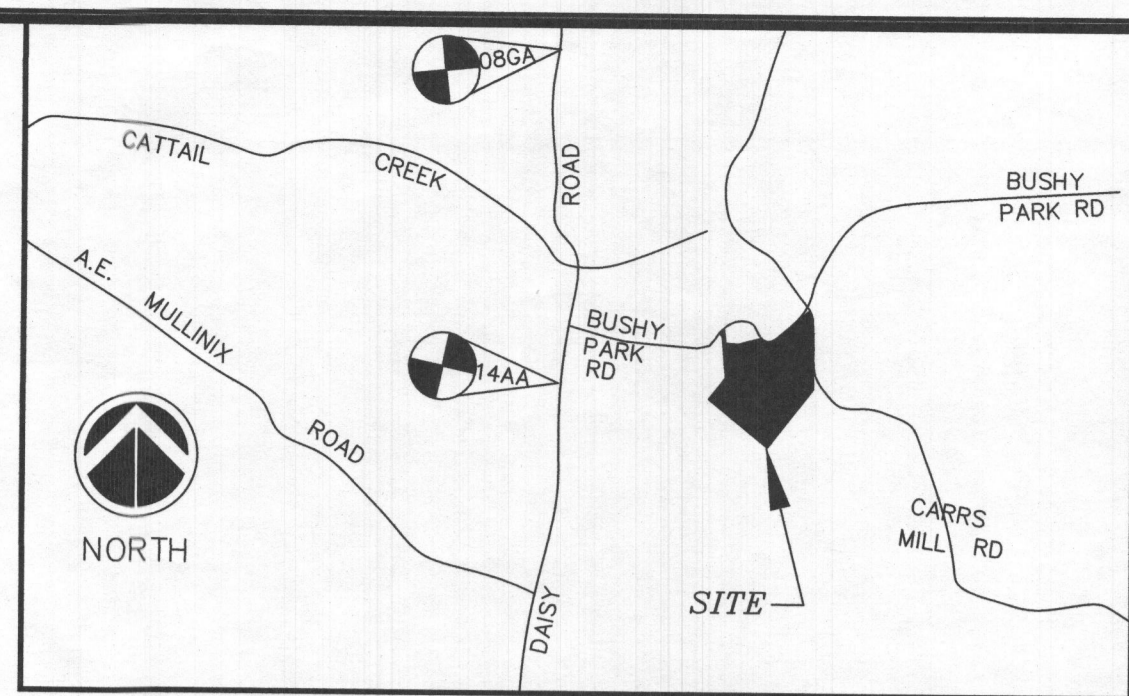 08GA
CATTAIL
CREEK
ROAD
BUSHY
PARK RD
A.E.
MULLINIX
ROAD
BUSHY
PARK
RD
14AA
NORTH
CARRS
MILL RD
SITE
DAISY